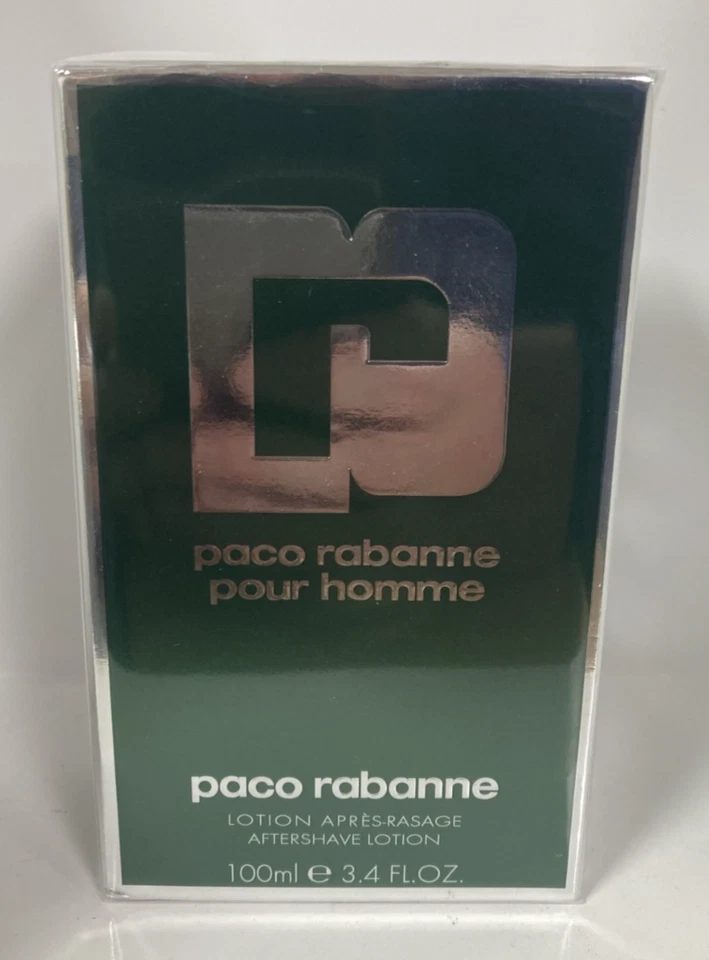 paco rabanne
pour homme
paco rabanne
LOTION APRÈS-RASAGE
AFTERSHAVE LOTION
100ml ℮ 3.4 FL.OZ.